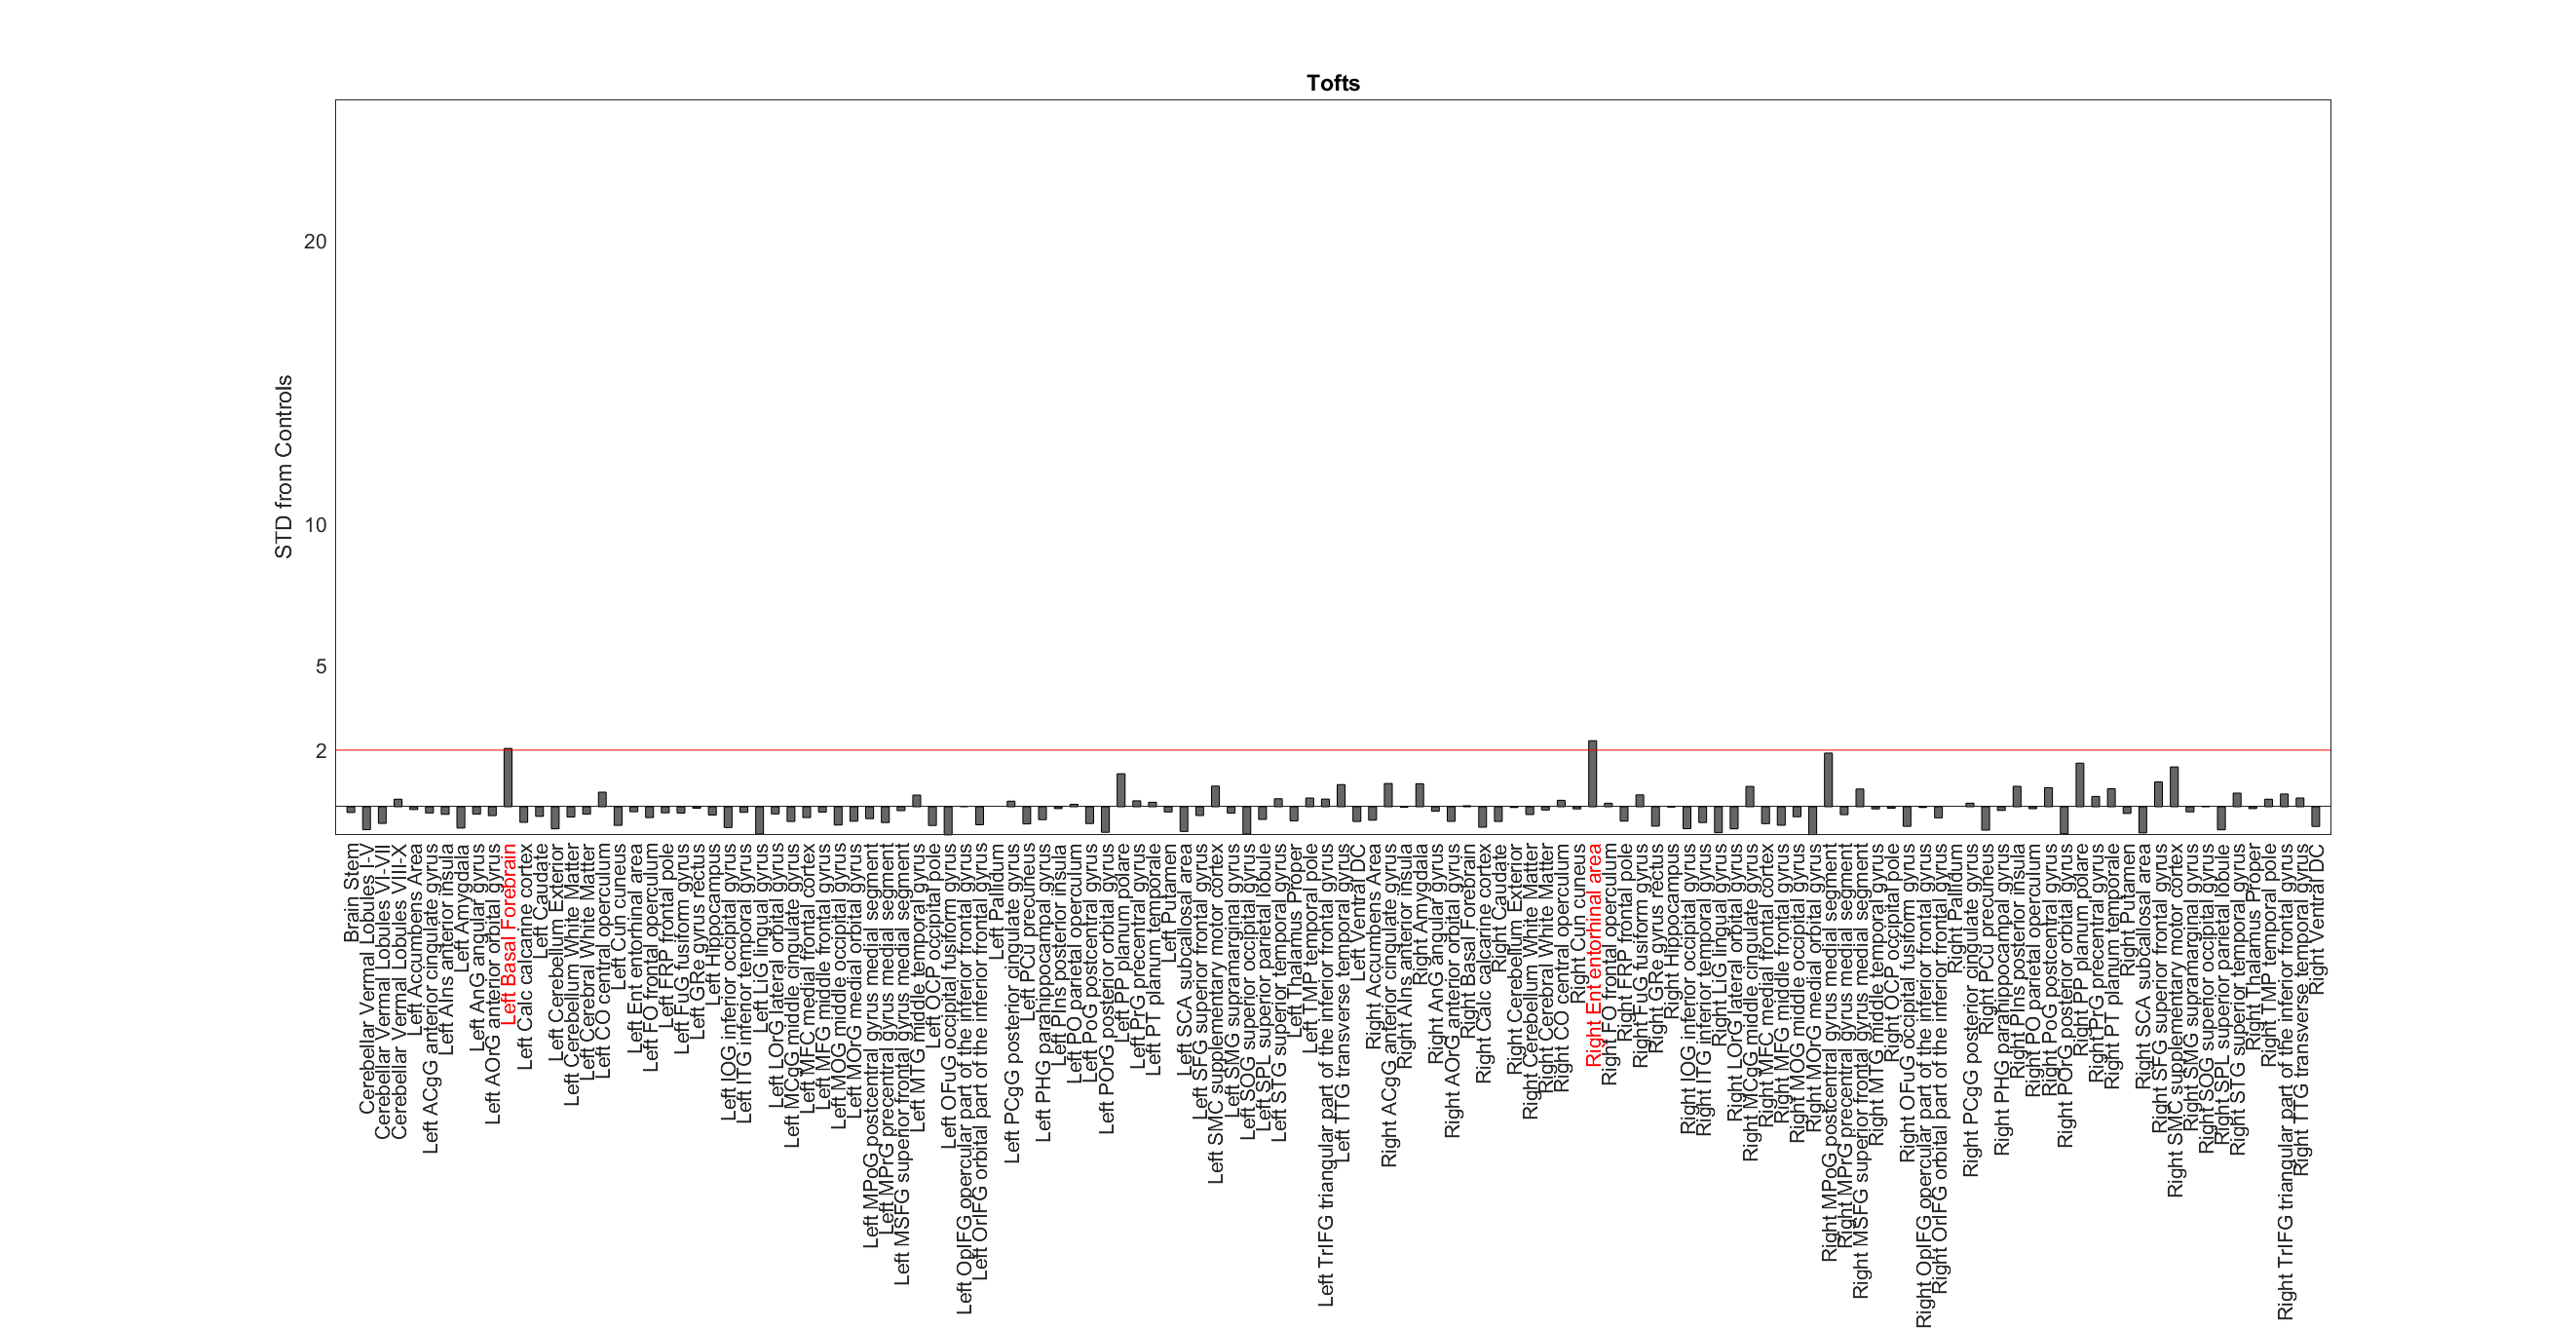 Tofts
STD from Controls
20
10
5
2
Brain Stem
Cerebellar Vermal Lobules I-V
Cerebellar Vermal Lobules VI-VII
Cerebellar Vermal Lobules VIII-X
Left Accumbens Area
Left ACgG anterior cingulate gyrus
Left AIns anterior insula
Left Amygdala
Left AnG angular gyrus
Left AOrG anterior orbital gyrus
Left Basal Forebrain
Left Calc calcarine cortex
Left Caudate
Left Cerebellum Exterior
Left Cerebellum White Matter
Left Cerebral White Matter
Left CO central operculum
Left Cun cuneus
Left Ent entorhinal area
Left FO frontal operculum
Left FRP frontal pole
Left FuG fusiform gyrus
Left GRe gyrus rectus
Left Hippocampus
Left IOG inferior occipital gyrus
Left ITG inferior temporal gyrus
Left LiG lingual gyrus
Left LOrG lateral orbital gyrus
Left MCgG middle cingulate gyrus
Left MFC medial frontal cortex
Left MFG middle frontal gyrus
Left MOG middle occipital gyrus
Left MOrG medial orbital gyrus
Left MPoG postcentral gyrus medial segment
Left MPrG precentral gyrus medial segment
Left MSFG superior frontal gyrus medial segment
Left MTG middle temporal gyrus
Left OCP occipital pole
Left OFuG occipital fusiform gyrus
Left OpIFG opercular part of the inferior frontal gyrus
Left OrIFG orbital part of the inferior frontal gyrus
Left Pallidum
Left PCgG posterior cingulate gyrus
Left PCu precuneus
Left PHG parahippocampal gyrus
Left PIns posterior insula
Left PO parietal operculum
Left PoG postcentral gyrus
Left POrG posterior orbital gyrus
Left PP planum polare
Left PrG precentral gyrus
Left PT planum temporale
Left Putamen
Left SCA subcallosal area
Left SFG superior frontal gyrus
Left SMC supplementary motor cortex
Left SMG supramarginal gyrus
Left SOG superior occipital gyrus
Left SPL superior parietal lobule
Left STG superior temporal gyrus
Left Thalamus Proper
Left TMP temporal pole
Left TrIFG triangular part of the inferior frontal gyrus
Left TTG transverse temporal gyrus
Left Ventral DC
Right Accumbens Area
Right ACgG anterior cingulate gyrus
Right AIns anterior insula
Right Amygdala
Right AnG angular gyrus
Right AOrG anterior orbital gyrus
Right Basal Forebrain
Right Calc calcarine cortex
Right Caudate
Right Cerebellum Exterior
Right Cerebellum White Matter
Right Cerebral White Matter
Right CO central operculum
Right Cun cuneus
Right Ent entorhinal area
Right FO frontal operculum
Right FRP frontal pole
Right FuG fusiform gyrus
Right GRe gyrus rectus
Right Hippocampus
Right IOG inferior occipital gyrus
Right ITG inferior temporal gyrus
Right LiG lingual gyrus
Right LOrG lateral orbital gyrus
Right MCgG middle cingulate gyrus
Right MFC medial frontal cortex
Right MFG middle frontal gyrus
Right MOG middle occipital gyrus
Right MOrG medial orbital gyrus
Right MPoG postcentral gyrus medial segment
Right MPrG precentral gyrus medial segment
Right MSFG superior frontal gyrus medial segment
Right MTG middle temporal gyrus
Right OCP occipital pole
Right OFuG occipital fusiform gyrus
Right OpIFG opercular part of the inferior frontal gyrus
Right OrIFG orbital part of the inferior frontal gyrus
Right Pallidum
Right PCgG posterior cingulate gyrus
Right PCu precuneus
Right PHG parahippocampal gyrus
Right PIns posterior insula
Right PO parietal operculum
Right PoG postcentral gyrus
Right POrG posterior orbital gyrus
Right PP planum polare
Right PrG precentral gyrus
Right PT planum temporale
Right Putamen
Right SCA subcallosal area
Right SFG superior frontal gyrus
Right SMC supplementary motor cortex
Right SMG supramarginal gyrus
Right SOG superior occipital gyrus
Right SPL superior parietal lobule
Right STG superior temporal gyrus
Right Thalamus Proper
Right TMP temporal pole
Right TrIFG triangular part of the inferior frontal gyrus
Right TTG transverse temporal gyrus
Right Ventral DC